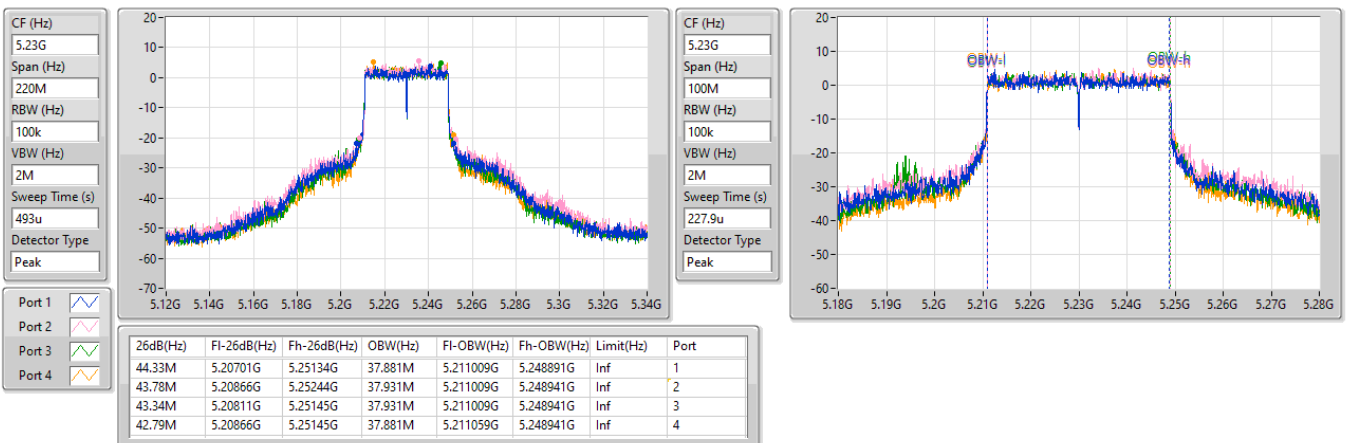 CF (Hz)
5.23G
Span (Hz)
220M
RBW (Hz)
100k
VBW (Hz)
2M
Sweep Time (s)
493u
Detector Type
Peak
20
10
0
-10
-20
-30
-40
-50
-60
-70
5.12G 5.14G 5.16G 5.18G 5.2G 5.22G 5.24G 5.26G 5.28G 5.3G 5.32G 5.34G
CF (Hz)
5.23G
Span (Hz)
100M
RBW (Hz)
100k
VBW (Hz)
2M
Sweep Time (s)
227.9u
Detector Type
Peak
20
10
0
-10
-20
-30
-40
-50
-60
OBW-l OBW-h
5.18G 5.19G 5.2G 5.21G 5.22G 5.23G 5.24G 5.25G 5.26G 5.27G 5.28G
Port 1
Port 2
Port 3
Port 4
26dB(Hz) Fl-26dB(Hz) Fh-26dB(Hz) OBW(Hz) Fl-OBW(Hz) Fh-OBW(Hz) Limit(Hz) Port
44.33M 5.20701G 5.25134G 37.881M 5.211009G 5.248891G Inf 1
43.78M 5.20866G 5.25244G 37.931M 5.211009G 5.248941G Inf 2
43.34M 5.20811G 5.25145G 37.931M 5.211009G 5.248941G Inf 3
42.79M 5.20866G 5.25145G 37.881M 5.211059G 5.248941G Inf 4